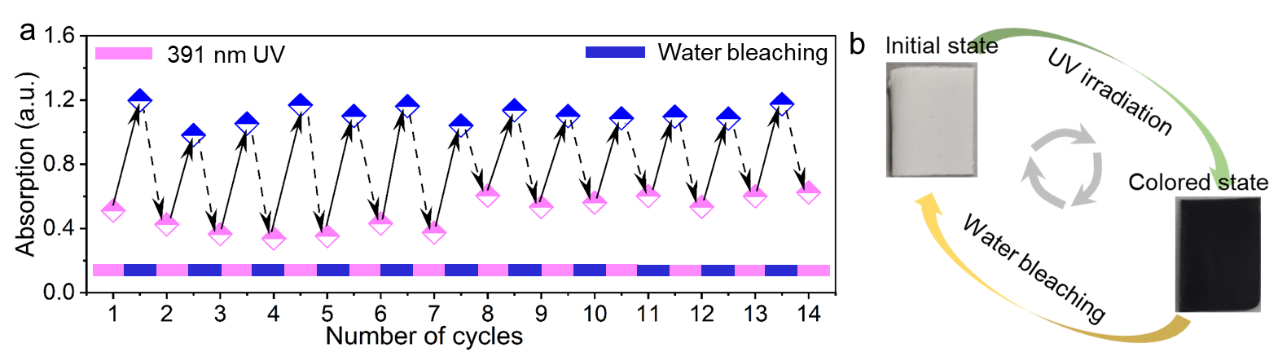 a
1.6
1.2
0.8
0.4
0.0
Absorption (a.u.)
391 nm UV
Water bleaching
1 2 3 4 5 6 7 8 9 10 11 12 13 14
Number of cycles
b
Initial state
UV irradiation
Colored state
Water bleaching